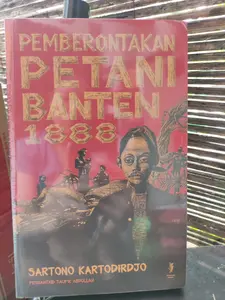 PEMBERONTAKAN
PETANI
BANTEN
1888
SARTONO KARTODIRDJO